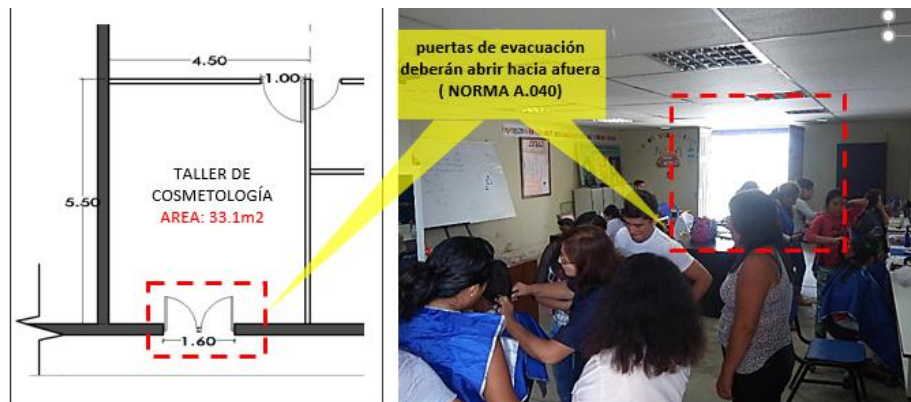 4.50
1.00
TALLER DE
COSMETOLOGÍA
AREA: 33.1m2
5.50
1.60
puertas de evacuación
deberán abrir hacia afuera
( NORMA A.040)